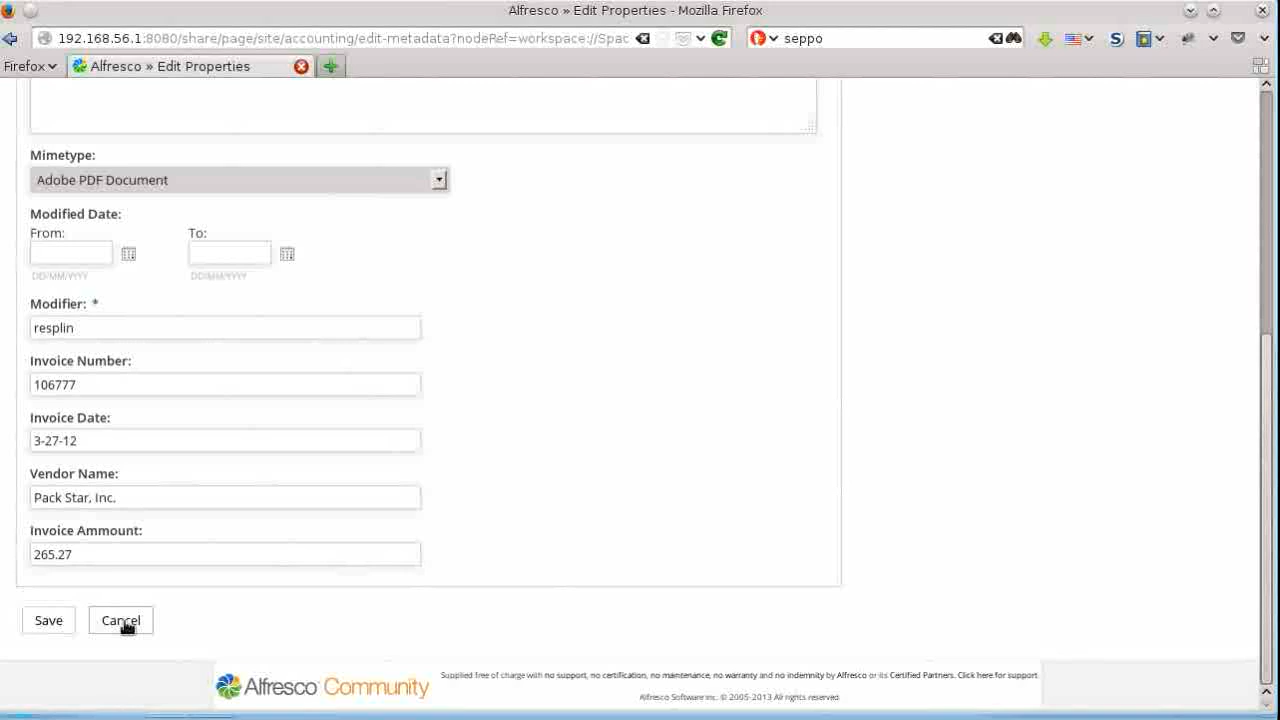 Alfresco » Edit Properties - Mozilla Firefox
192.168.56.1:8080/share/page/site/accounting/edit-metadata?nodeRef=workspace://Spac
seppo
Firefox
Alfresco » Edit Properties
Mimetype:
Adobe PDF Document
Modified Date:
From: To:
DD/MM/YYYY DD/MM/YYYY
Modifier: *
resplin
Invoice Number:
106777
Invoice Date:
3-27-12
Vendor Name:
Pack Star, Inc.
Invoice Ammount:
265.27
Save Cancel
Alfresco Community
Supplied free of charge with no support, no certification, no maintenance, no warranty and no indemnity by Alfresco or its Certified Partners. Click here for support
Alfresco Software Inc. © 2005-2013 All rights reserved.